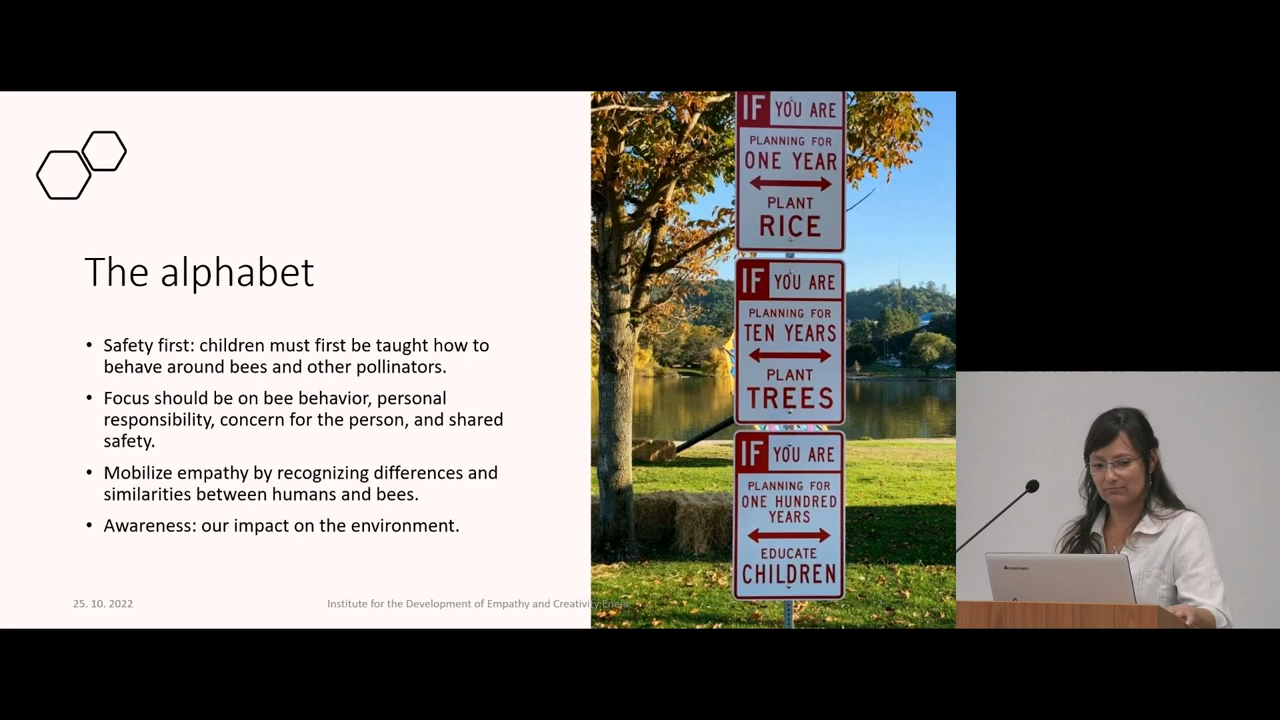 The alphabet
• Safety first: children must first be taught how to
behave around bees and other pollinators.
• Focus should be on bee behavior, personal
responsibility, concern for the person, and shared
safety.
• Mobilize empathy by recognizing differences and
similarities between humans and bees.
• Awareness: our impact on the environment.
25. 10. 2022
Institute for the Development of Empathy and Creativity Eneja
IF YOU ARE
PLANNING FOR
ONE YEAR
PLANT
RICE
IF YOU ARE
PLANNING FOR
TEN YEARS
PLANT
TREES
IF YOU ARE
PLANNING FOR
ONE HUNDRED
YEARS
EDUCATE
CHILDREN
lenovo